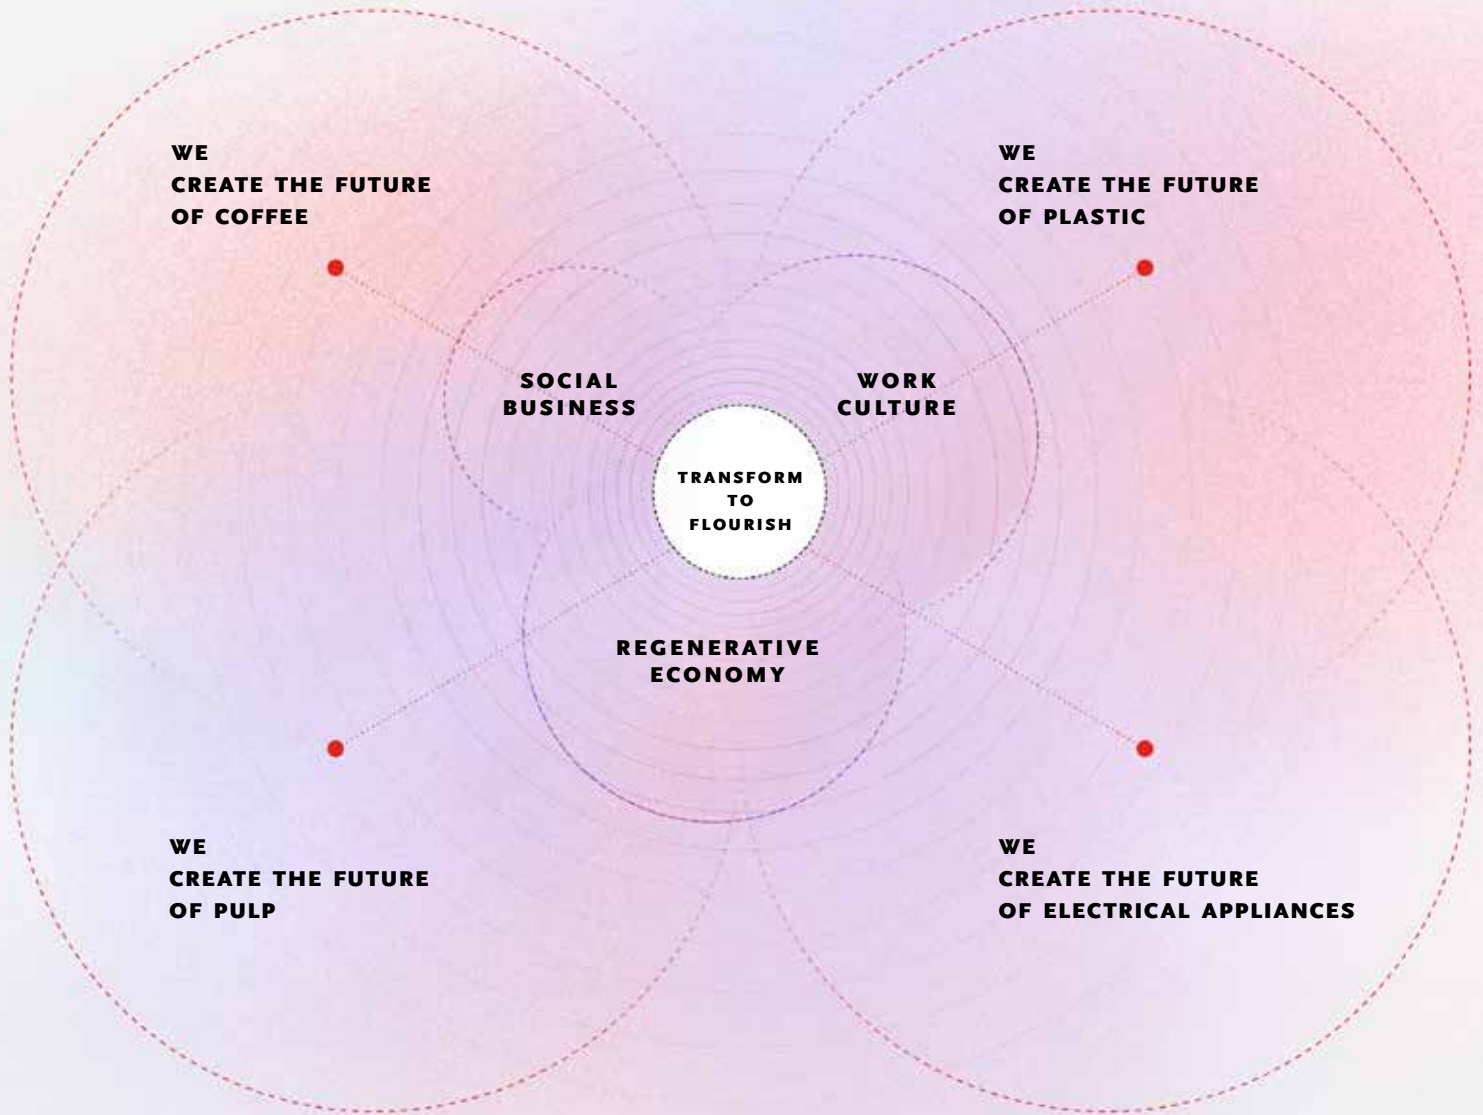 WE
CREATE THE FUTURE
OF COFFEE
WE
CREATE THE FUTURE
OF PLASTIC
SOCIAL
BUSINESS
WORK
CULTURE
TRANSFORM
TO
FLOURISH
REGENERATIVE
ECONOMY
WE
CREATE THE FUTURE
OF PULP
WE
CREATE THE FUTURE
OF ELECTRICAL APPLIANCES